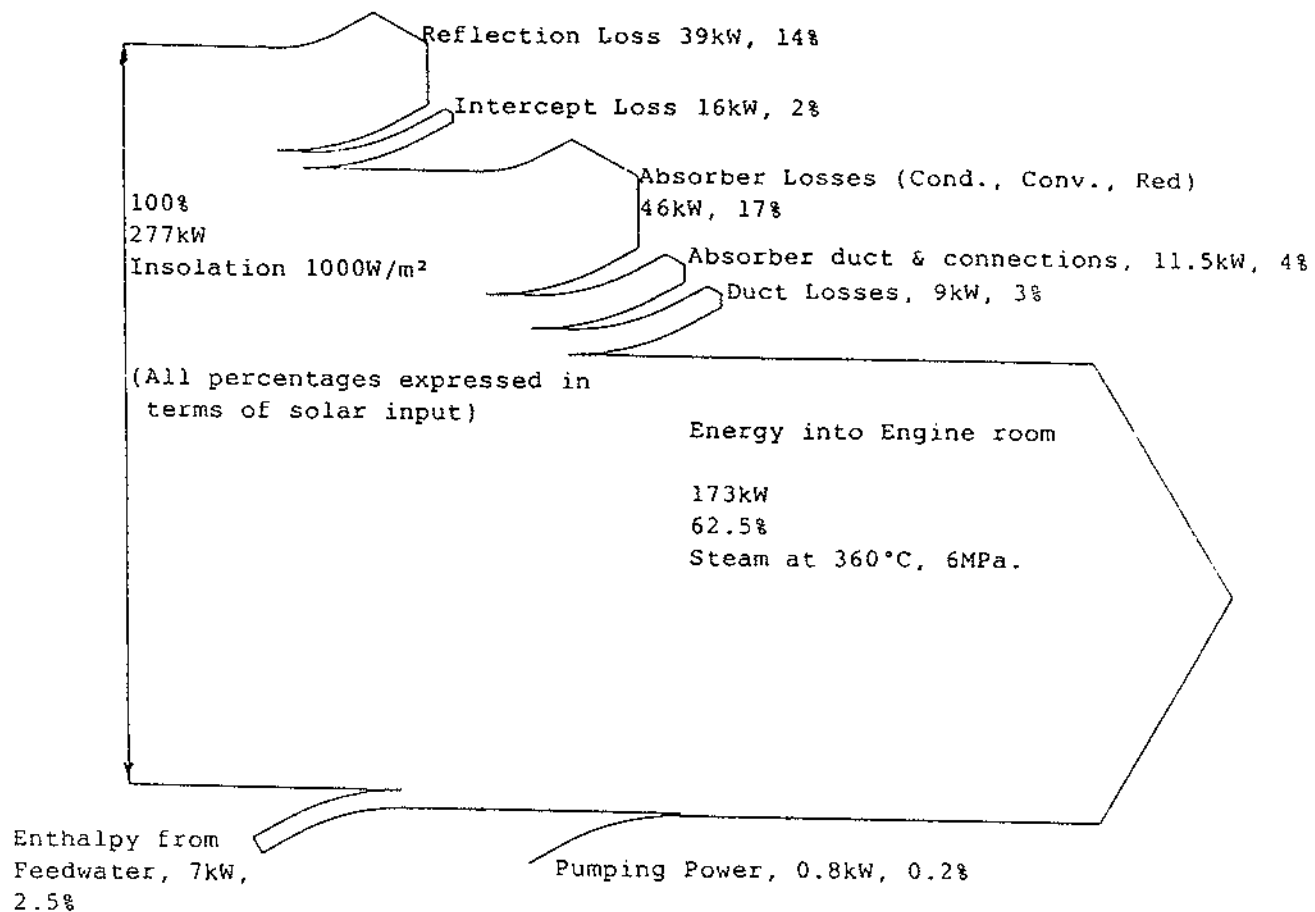 Reflection Loss 39kW, 14%
Intercept Loss 16kW, 2%
Absorber Losses (Cond., Conv., Red)
46kW, 17%
100%
277kW
Insolation 1000W/m²
Absorber duct & connections, 11.5kW, 4%
Duct Losses, 9kW, 3%
(All percentages expressed in
terms of solar input)
Energy into Engine room
173kW
62.5%
Steam at 360°C, 6MPa.
Enthalpy from
Feedwater, 7kW,
2.5%
Pumping Power, 0.8kW, 0.2%